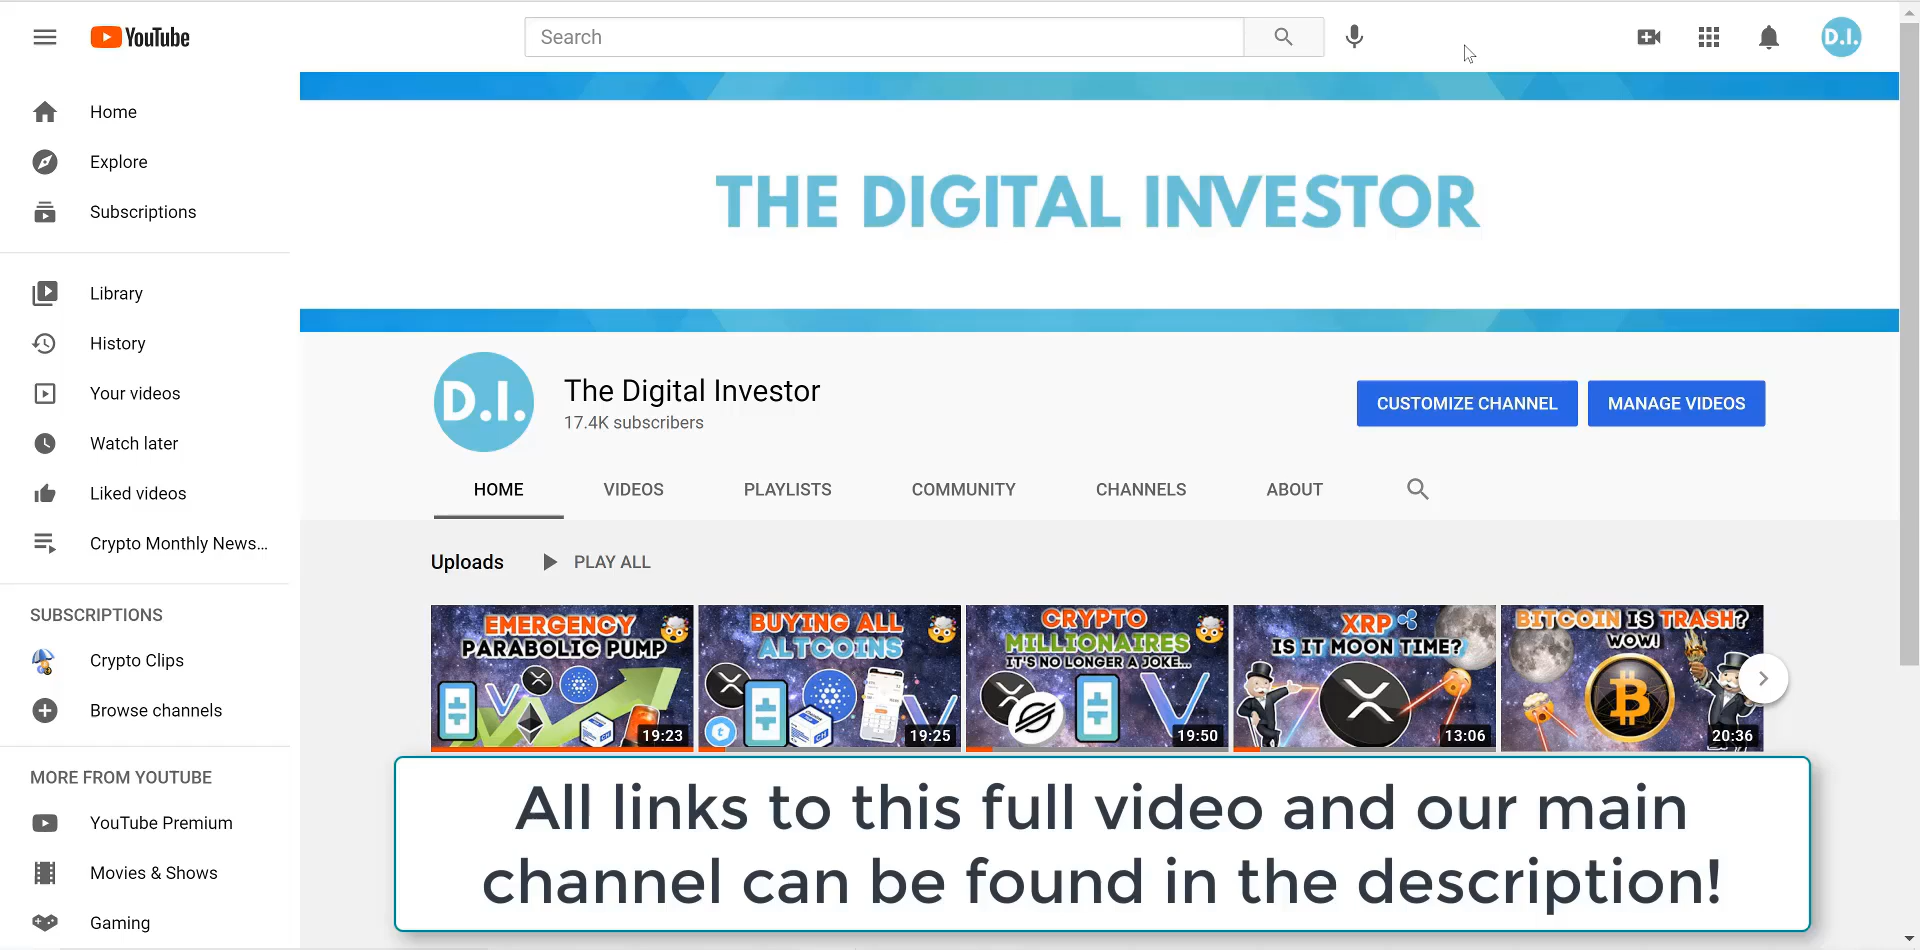 YouTube
Search
D.I.
Home
Explore
Subscriptions
Library
History
Your videos
Watch later
Liked videos
Crypto Monthly News...
SUBSCRIPTIONS
Crypto Clips
Browse channels
MORE FROM YOUTUBE
YouTube Premium
Movies & Shows
Gaming
THE DIGITAL INVESTOR
D.I.
The Digital Investor
17.4K subscribers
CUSTOMIZE CHANNEL
MANAGE VIDEOS
HOME
VIDEOS
PLAYLISTS
COMMUNITY
CHANNELS
ABOUT
Uploads
PLAY ALL
EMERGENCY
PARABOLIC PUMP
19:23
BUYING ALL
ALTCOINS
19:25
CRYPTO
MILLIONAIRES
IT'S NO LONGER A JOKE...
19:50
XRP
IS IT MOON TIME?
13:06
BITCOIN IS TRASH?
WOW!
20:36
All links to this full video and our main
channel can be found in the description!